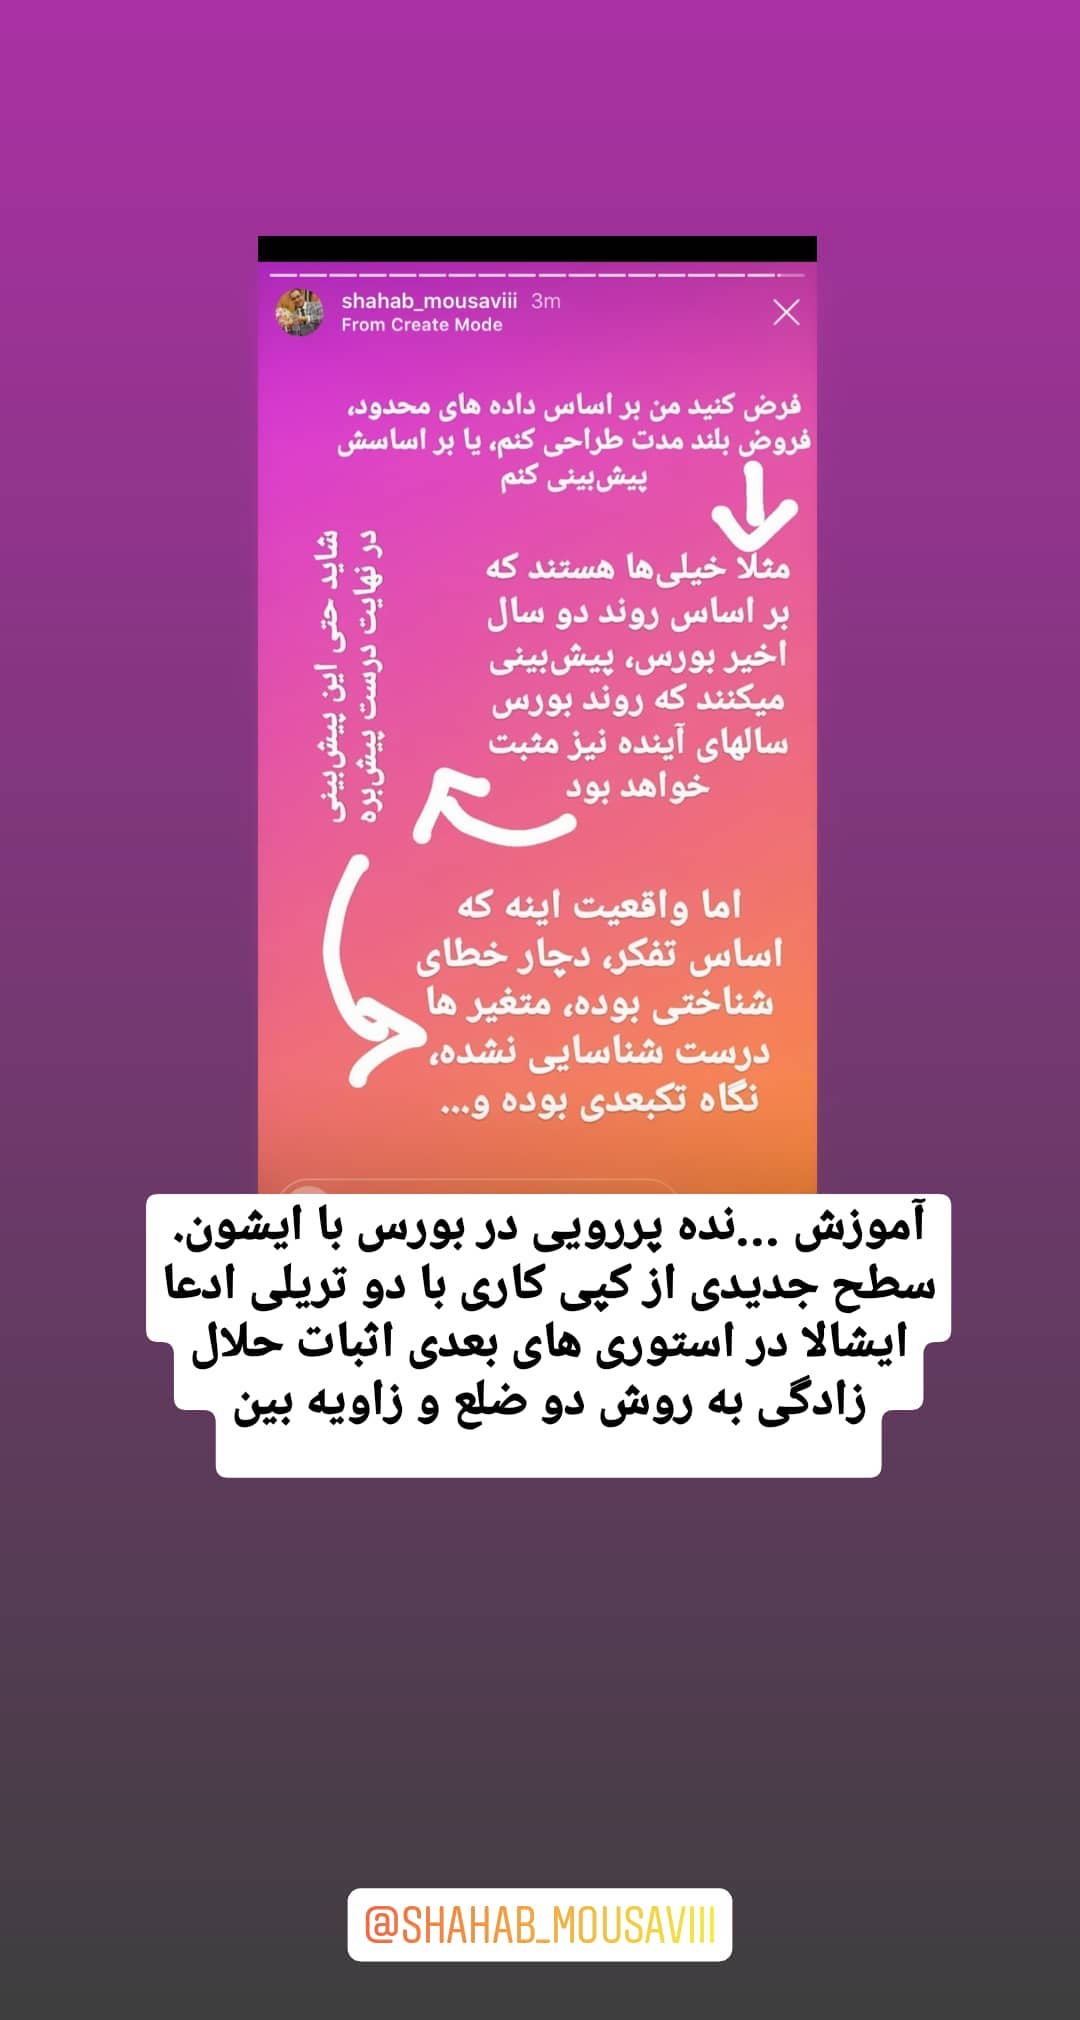 shahab_mousaviii 3m
From Create Mode
فرض کنید من بر اساس داده های محدود،
فروض بلند مدت طراحی کنم، یا بر اساسش
پیش‌بینی کنم
مثلا خیلی‌ها هستند که
بر اساس روند دو سال
اخیر بورس، پیش‌بینی
میکنند که روند بورس
سالهای آینده نیز مثبت
خواهد بود
شاید حتی این پیش‌بینی
در نهایت درست پیش‌بره
اما واقعیت اینه که
اساس تفکر، دچار خطای
شناختی بوده، متغیر ها
درست شناسایی نشده،
نگاه تکبعدی بوده و...
آموزش ...نده پررویی در بورس با ایشون.
سطح جدیدی از کپی کاری با دو تریلی ادعا
ایشالا در استوری های بعدی اثبات حلال
زادگی به روش دو ضلع و زاویه بین
@SHAHAB_MOUSAVIII